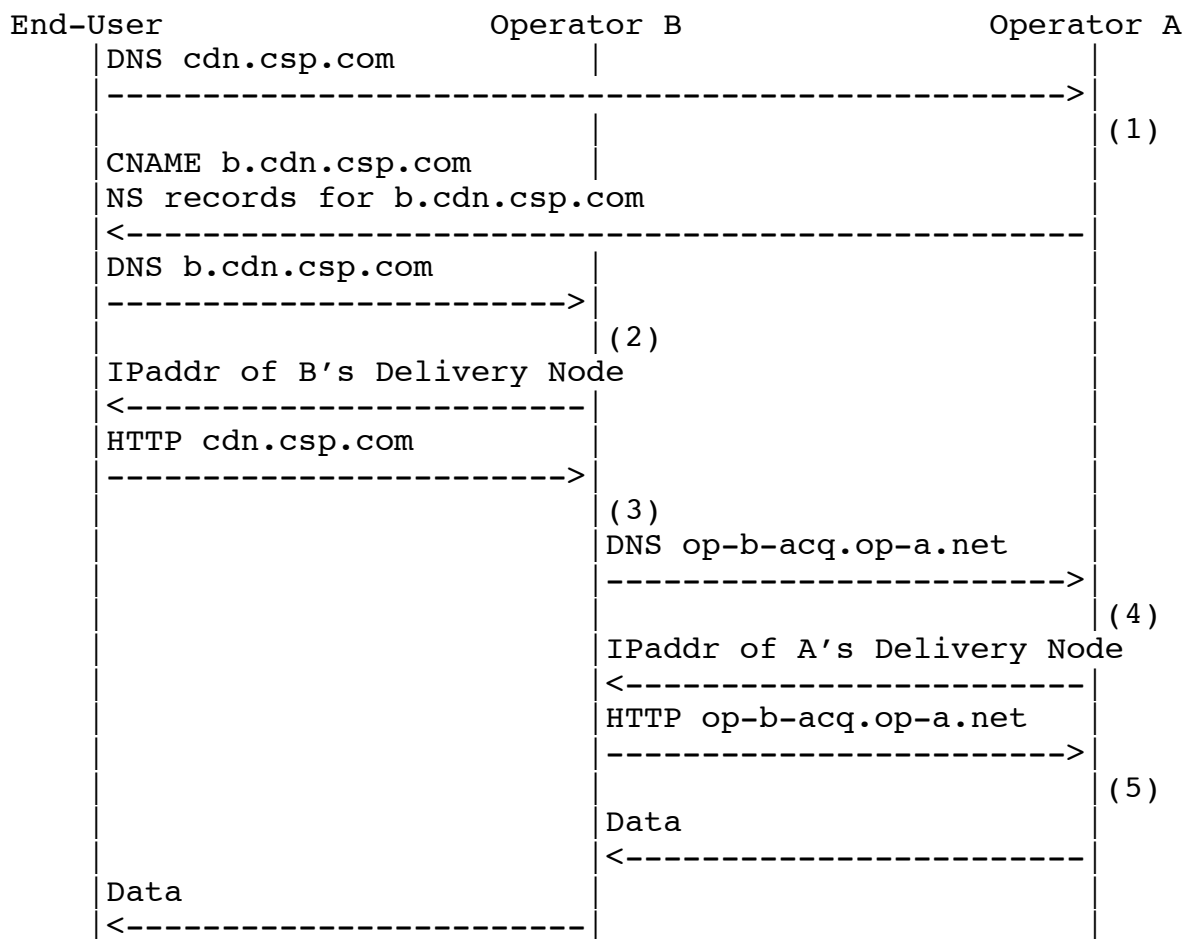 End-User Operator B Operator A
DNS cdn.csp.com
(1)
CNAME b.cdn.csp.com
NS records for b.cdn.csp.com
DNS b.cdn.csp.com
(2)
IPaddr of B's Delivery Node
HTTP cdn.csp.com
(3)
DNS op-b-acq.op-a.net
(4)
IPaddr of A's Delivery Node
HTTP op-b-acq.op-a.net
(5)
Data
Data